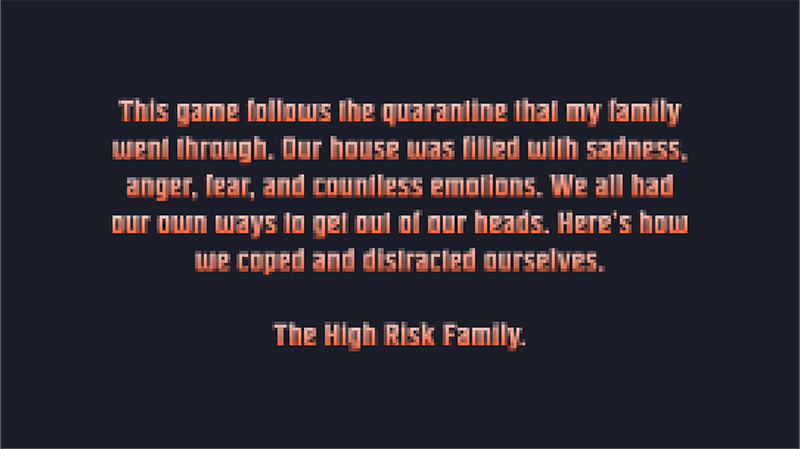 This game follows the quarantine that my family
went through. Our house was filled with sadness,
anger, fear, and countless emotions. We all had
our own ways to get out of our heads. Here's how
we coped and distracted ourselves.
The High Risk Family.